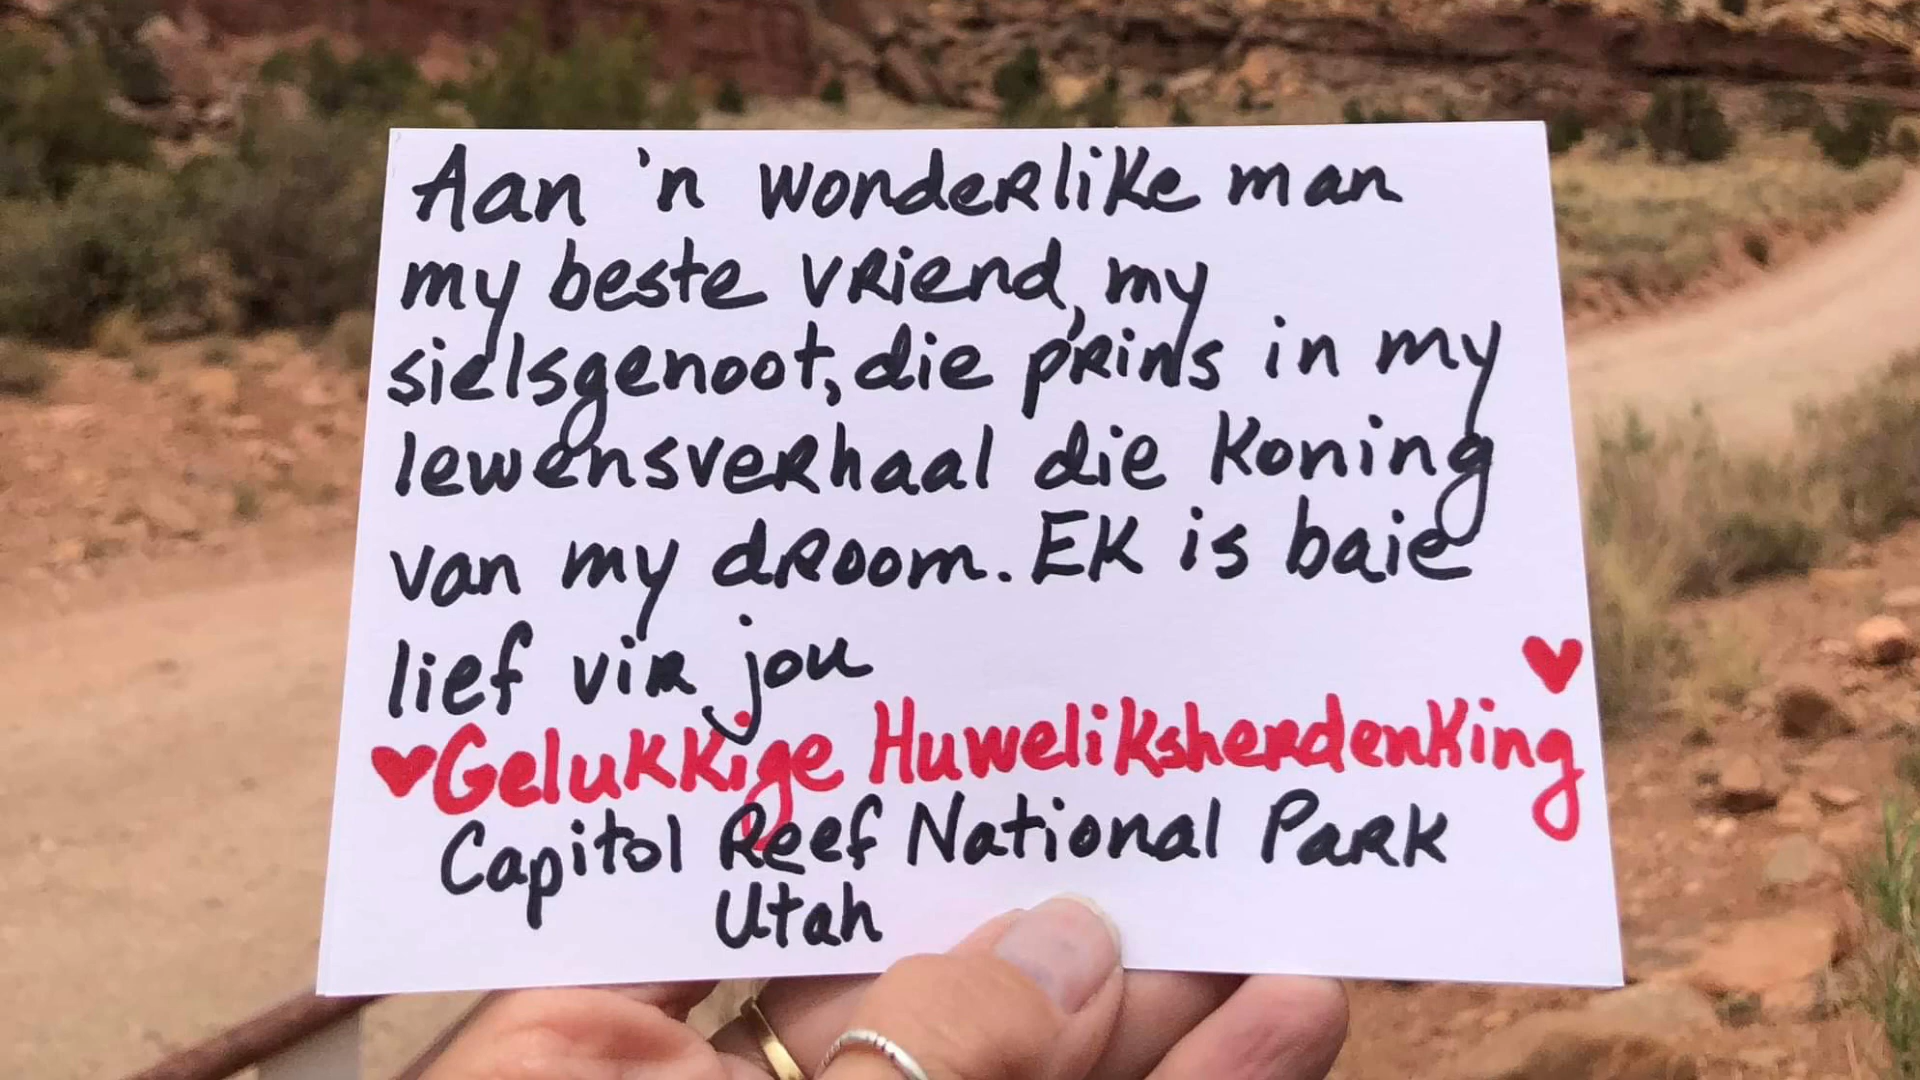 Aan 'n wonderlike man
my beste vriend, my
sielsgenoot, die prins in my
lewensverhaal die koning
van my droom. Ek is baie
lief vir jou
Gelukkige Huweliksherdenking
Capitol Reef National Park
Utah